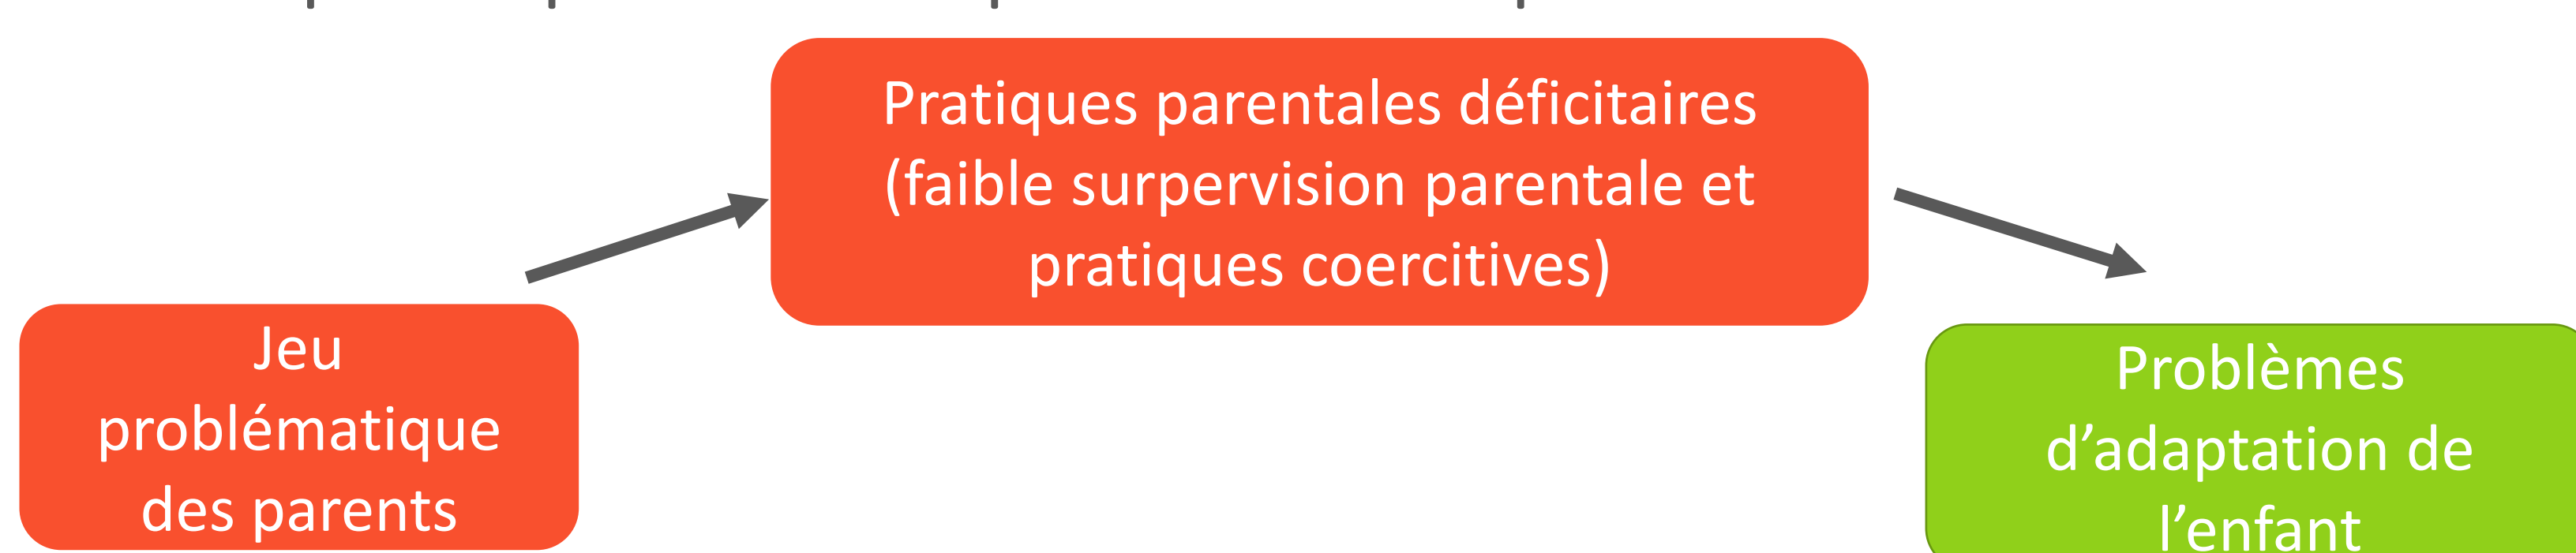 Pratiques parentales déficitaires
(faible surpervision parentale et
pratiques coercitives)
Jeu
problématique
des parents
Problèmes
d’adaptation de
l’enfant